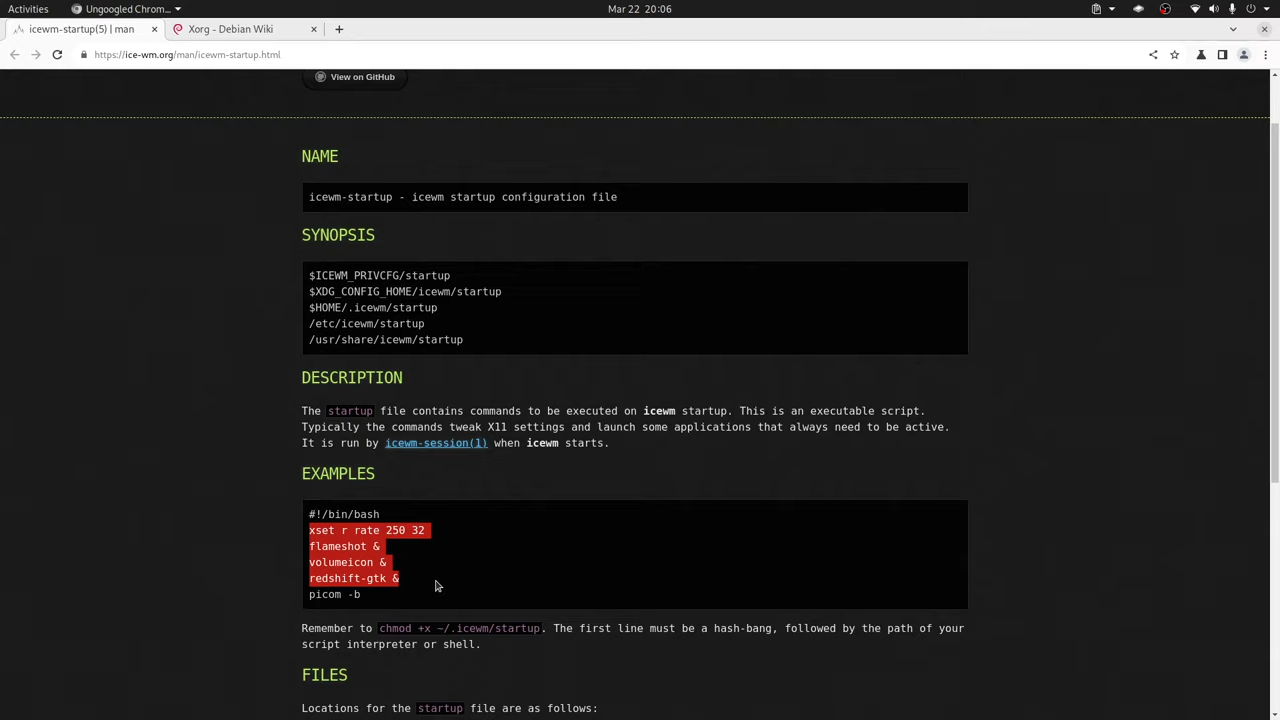 Activities
Ungoogled Chrom...
Mar 22 20:06
icewm-startup(5) | man
Xorg - Debian Wiki
https://ice-wm.org/man/icewm-startup.html
View on GitHub
NAME
icewm-startup - icewm startup configuration file
SYNOPSIS
$ICEWM_PRIVCFG/startup
$XDG_CONFIG_HOME/icewm/startup
$HOME/.icewm/startup
/etc/icewm/startup
/usr/share/icewm/startup
DESCRIPTION
The startup file contains commands to be executed on icewm startup. This is an executable script.
Typically the commands tweak X11 settings and launch some applications that always need to be active.
It is run by icewm-session(1) when icewm starts.
EXAMPLES
#!/bin/bash
xset r rate 250 32
flameshot &
volumeicon &
redshift-gtk &
picom -b
Remember to chmod +x ~/.icewm/startup. The first line must be a hash-bang, followed by the path of your
script interpreter or shell.
FILES
Locations for the startup file are as follows: